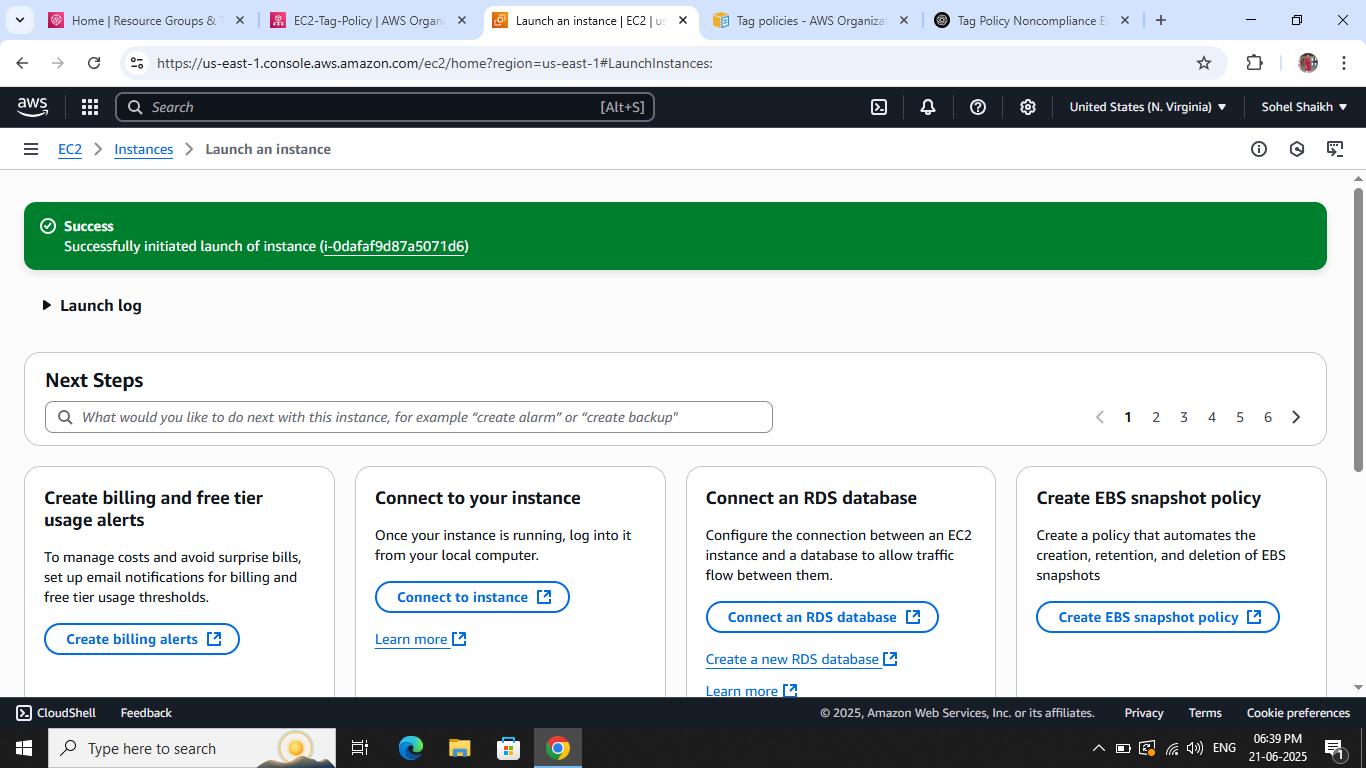 Home | Resource Groups & T
EC2-Tag-Policy | AWS Organi
Launch an instance | EC2 | us
Tag policies - AWS Organiza
Tag Policy Noncompliance E
https://us-east-1.console.aws.amazon.com/ec2/home?region=us-east-1#LaunchInstances:
aws
Search
[Alt+S]
United States (N. Virginia)
Sohel Shaikh
EC2
Instances
Launch an instance
Success
Successfully initiated launch of instance (i-0dafaf9d87a5071d6)
Launch log
Next Steps
What would you like to do next with this instance, for example “create alarm” or “create backup"
1 2 3 4 5 6
Create billing and free tier
usage alerts
To manage costs and avoid surprise bills,
set up email notifications for billing and
free tier usage thresholds.
Create billing alerts
Connect to your instance
Once your instance is running, log into it
from your local computer.
Connect to instance
Learn more
Connect an RDS database
Configure the connection between an EC2
instance and a database to allow traffic
flow between them.
Connect an RDS database
Create a new RDS database
Learn more
Create EBS snapshot policy
Create a policy that automates the
creation, retention, and deletion of EBS
snapshots
Create EBS snapshot policy
CloudShell
Feedback
© 2025, Amazon Web Services, Inc. or its affiliates.
Privacy
Terms
Cookie preferences
Type here to search
ENG
06:39 PM
21-06-2025
1